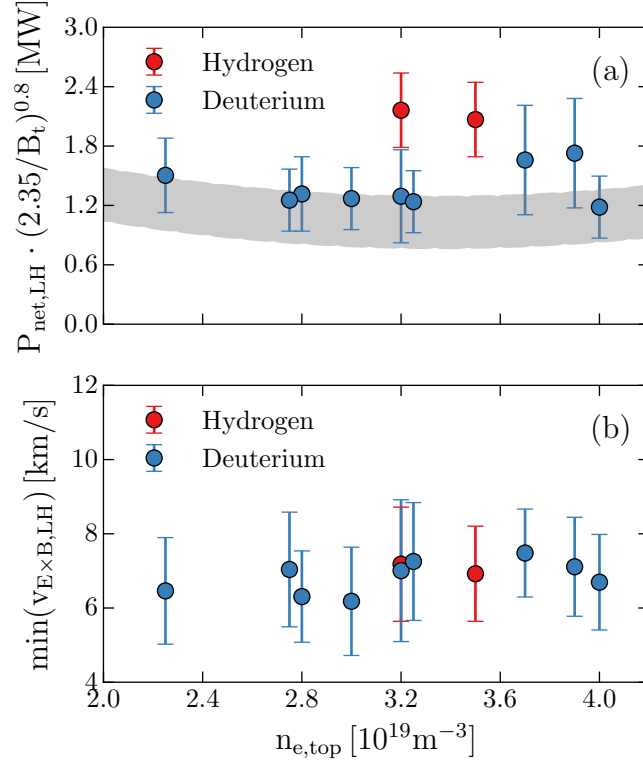 P_net,LH · (2.35/B_t)^0.8 [MW]
3.0
2.4
1.8
1.2
0.6
0.0
Hydrogen
Deuterium
(a)
min(v_E×B,LH) [km/s]
12
10
8
6
4
Hydrogen
Deuterium
(b)
2.0 2.4 2.8 3.2 3.6 4.0
n_e,top [10^19 m^−3]